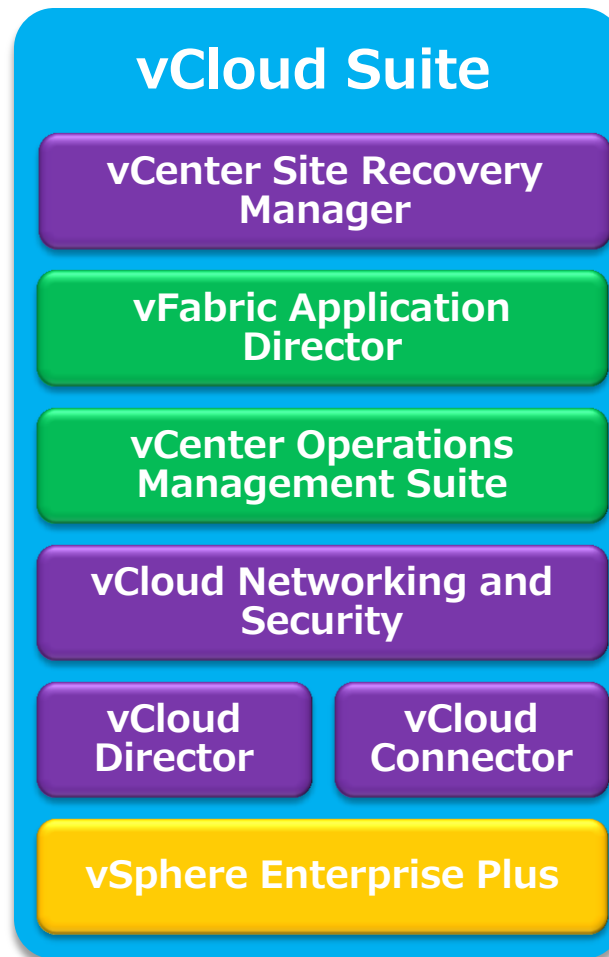 vCloud Suite
vCenter Site Recovery
Manager
vFabric Application
Director
vCenter Operations
Management Suite
vCloud Networking and
Security
vCloud
Director
vCloud
Connector
vSphere Enterprise Plus